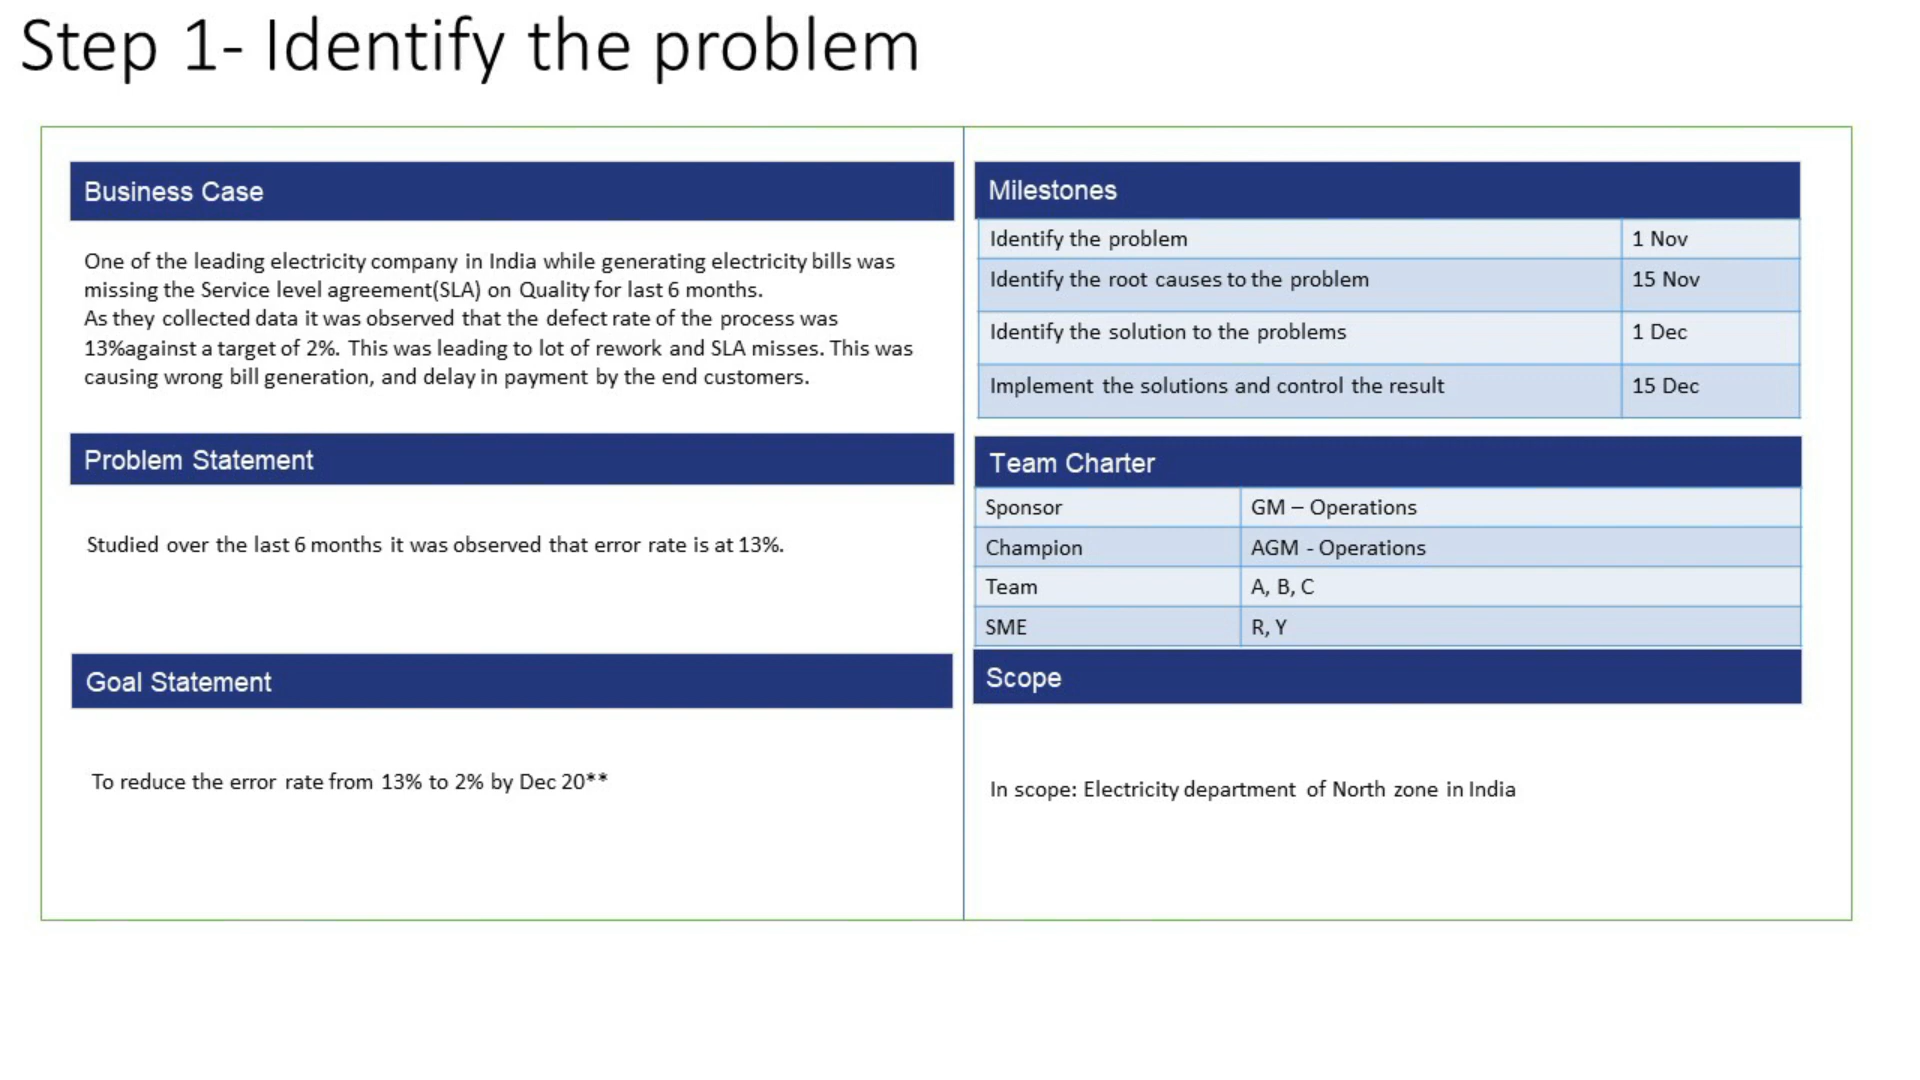 Step 1- Identify the problem
Business Case
One of the leading electricity company in India while generating electricity bills was
missing the Service level agreement(SLA) on Quality for last 6 months.
As they collected data it was observed that the defect rate of the process was
13%against a target of 2%. This was leading to lot of rework and SLA misses. This was
causing wrong bill generation, and delay in payment by the end customers.
Problem Statement
Studied over the last 6 months it was observed that error rate is at 13%.
Goal Statement
To reduce the error rate from 13% to 2% by Dec 20**
Milestones
Identify the problem 1 Nov
Identify the root causes to the problem 15 Nov
Identify the solution to the problems 1 Dec
Implement the solutions and control the result 15 Dec
Team Charter
Sponsor GM – Operations
Champion AGM - Operations
Team A, B, C
SME R, Y
Scope
In scope: Electricity department of North zone in India